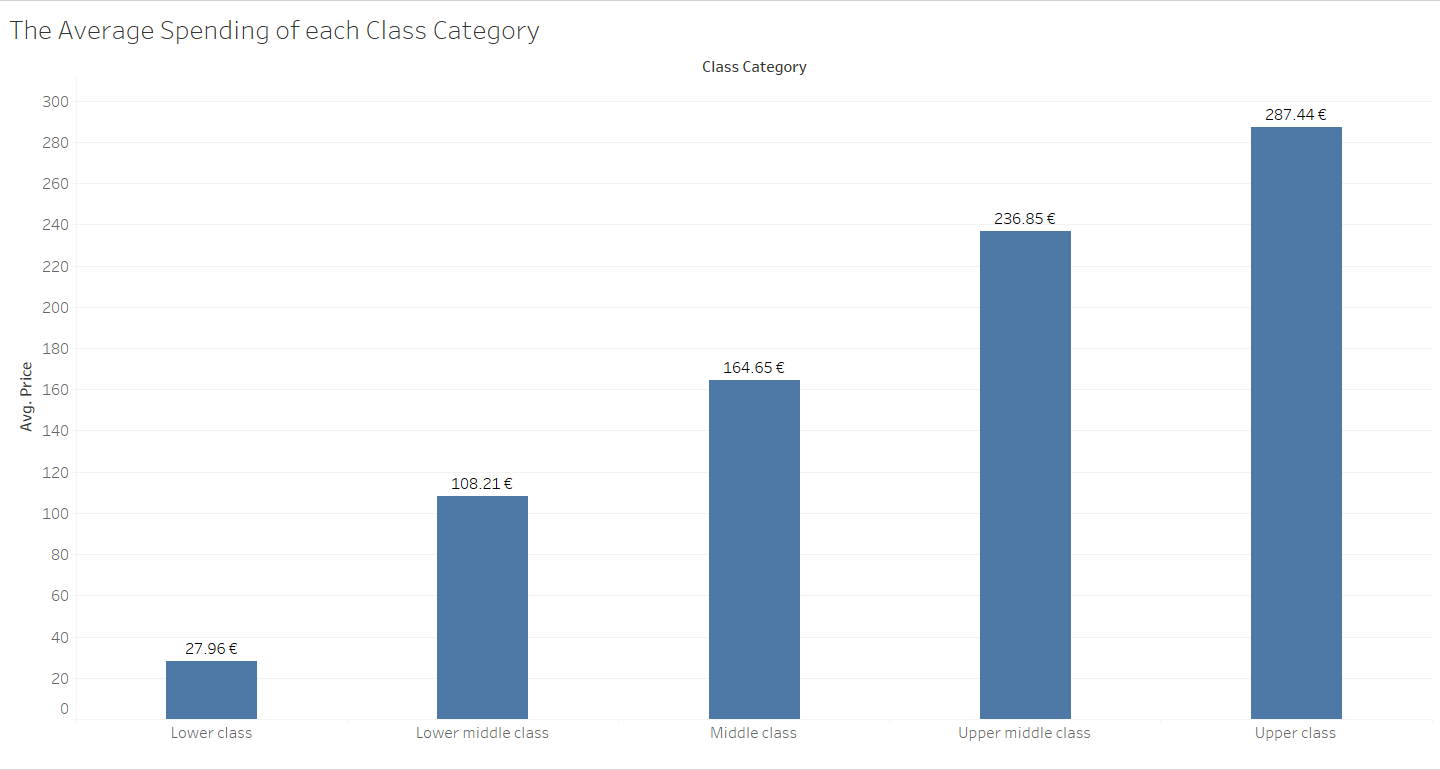 The Average Spending of each Class Category
Class Category
Avg. Price
300
280
260
240
220
200
180
160
140
120
100
80
60
40
20
0
27.96 €
108.21 €
164.65 €
236.85 €
287.44 €
Lower class
Lower middle class
Middle class
Upper middle class
Upper class